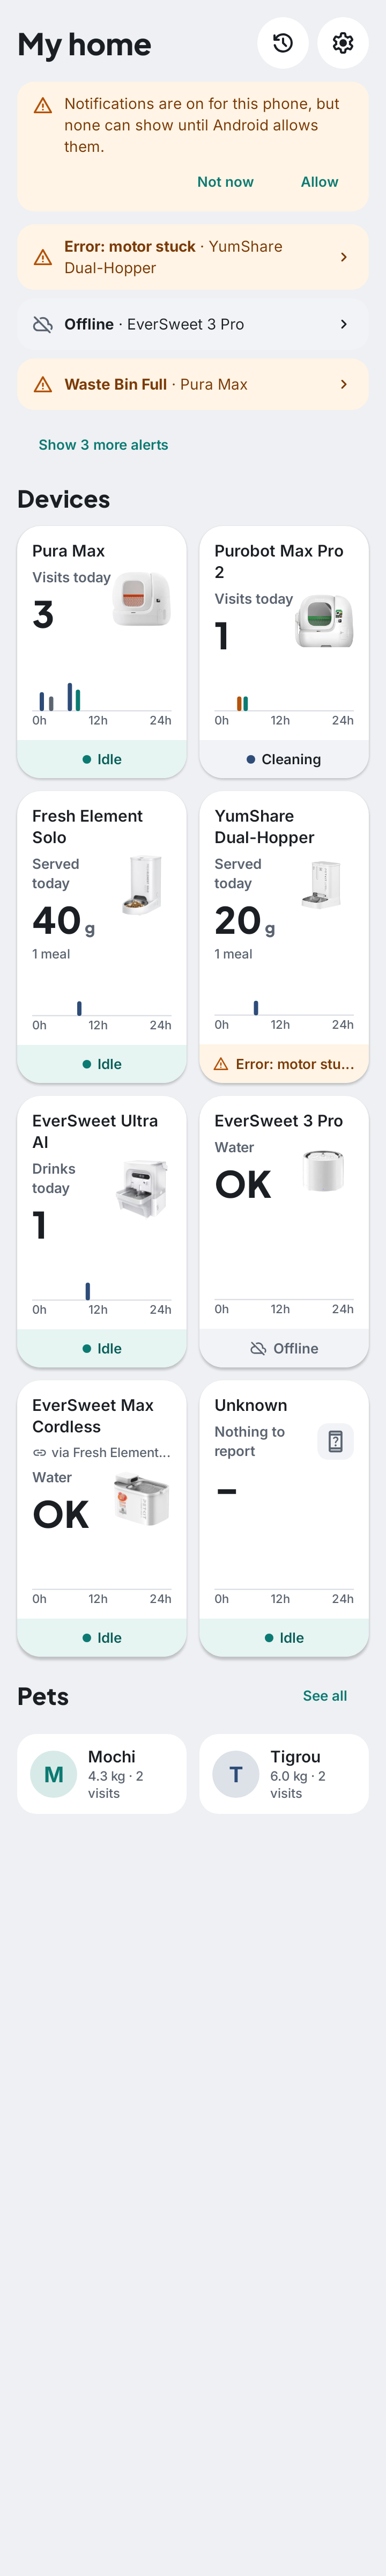 My home
Notifications are on for this phone, but
none can show until Android allows
them.
Not now
Allow
Error: motor stuck · YumShare
Dual-Hopper
Offline · EverSweet 3 Pro
Waste Bin Full · Pura Max
Show 3 more alerts
Devices
Pura Max
Visits today
3
0h 12h 24h
Idle
Purobot Max Pro
2
Visits today
1
0h 12h 24h
Cleaning
Fresh Element
Solo
Served
today
40 g
1 meal
0h 12h 24h
Idle
YumShare
Dual-Hopper
Served
today
20 g
1 meal
0h 12h 24h
Error: motor stu...
EverSweet Ultra
AI
Drinks
today
1
0h 12h 24h
Idle
EverSweet 3 Pro
Water
OK
0h 12h 24h
Offline
EverSweet Max
Cordless
via Fresh Element...
Water
OK
0h 12h 24h
Idle
Unknown
Nothing to
report
–
0h 12h 24h
Idle
Pets
See all
M
Mochi
4.3 kg · 2
visits
T
Tigrou
6.0 kg · 2
visits